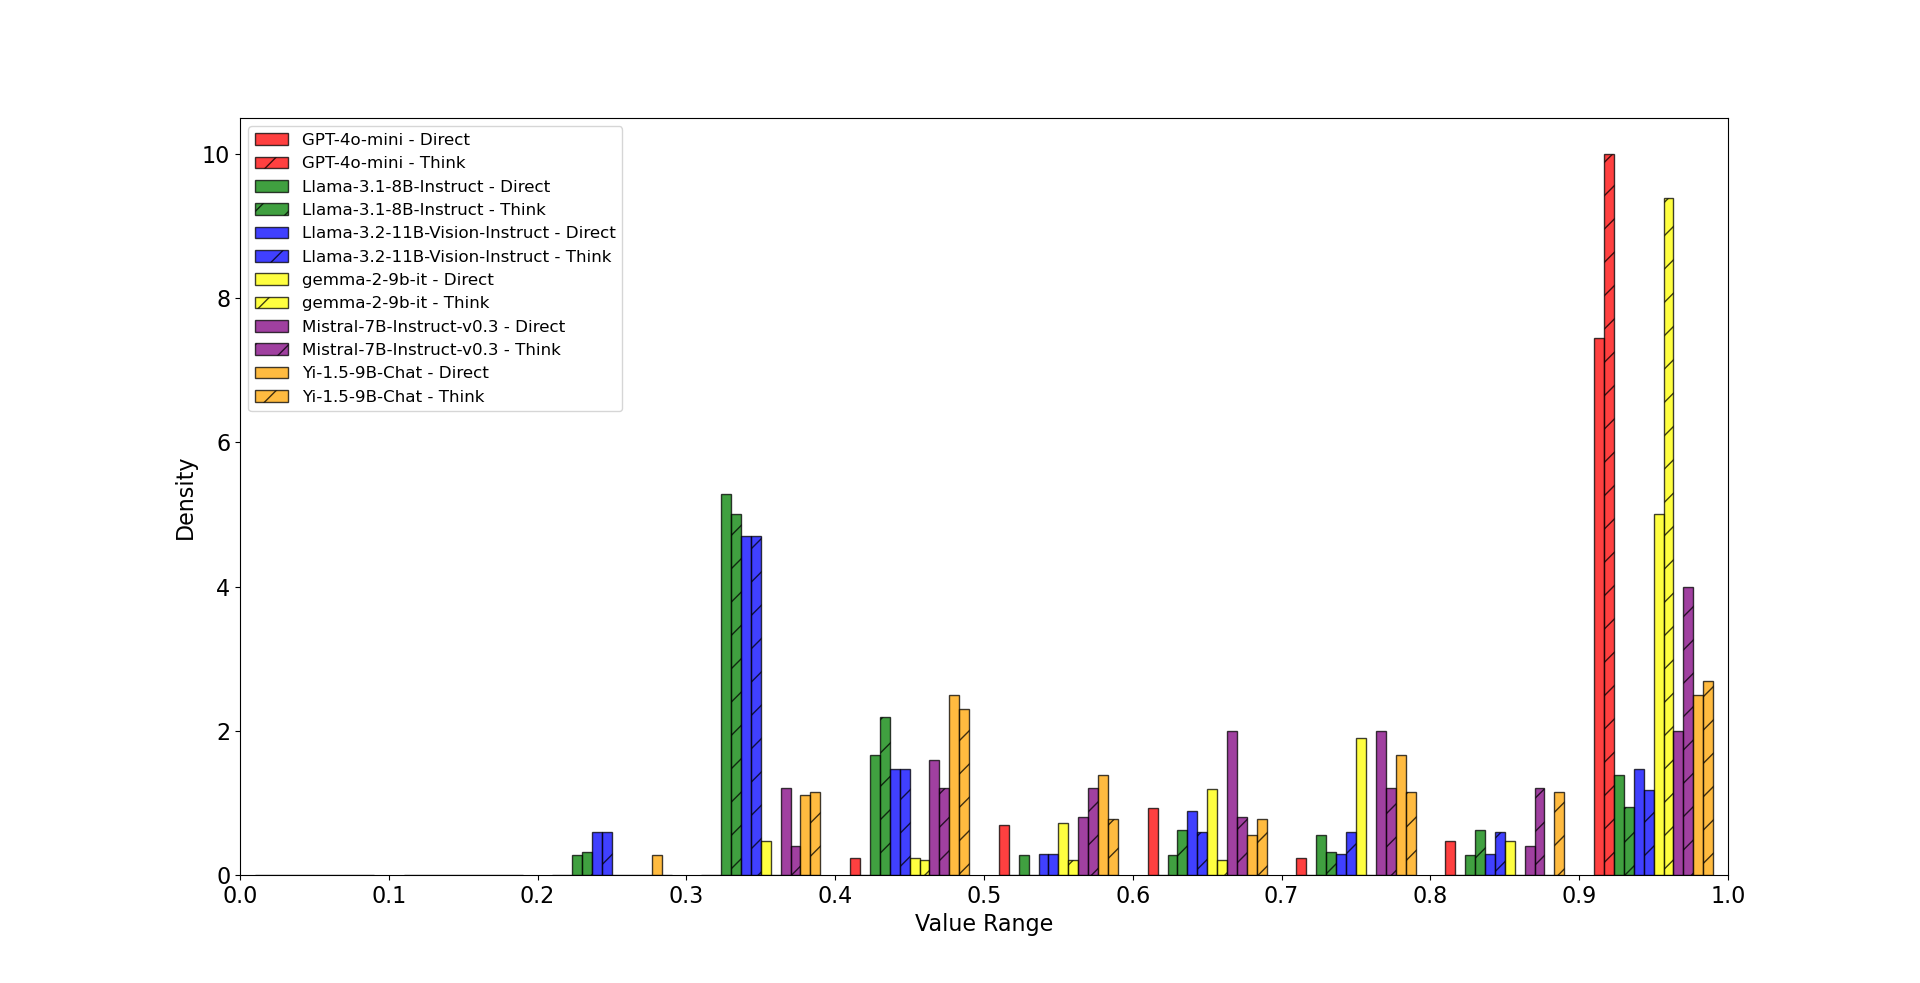 GPT-4o-mini - Direct
GPT-4o-mini - Think
Llama-3.1-8B-Instruct - Direct
Llama-3.1-8B-Instruct - Think
Llama-3.2-11B-Vision-Instruct - Direct
Llama-3.2-11B-Vision-Instruct - Think
gemma-2-9b-it - Direct
gemma-2-9b-it - Think
Mistral-7B-Instruct-v0.3 - Direct
Mistral-7B-Instruct-v0.3 - Think
Yi-1.5-9B-Chat - Direct
Yi-1.5-9B-Chat - Think
10
8
6
4
2
0
Density
0.0 0.1 0.2 0.3 0.4 0.5 0.6 0.7 0.8 0.9 1.0
Value Range